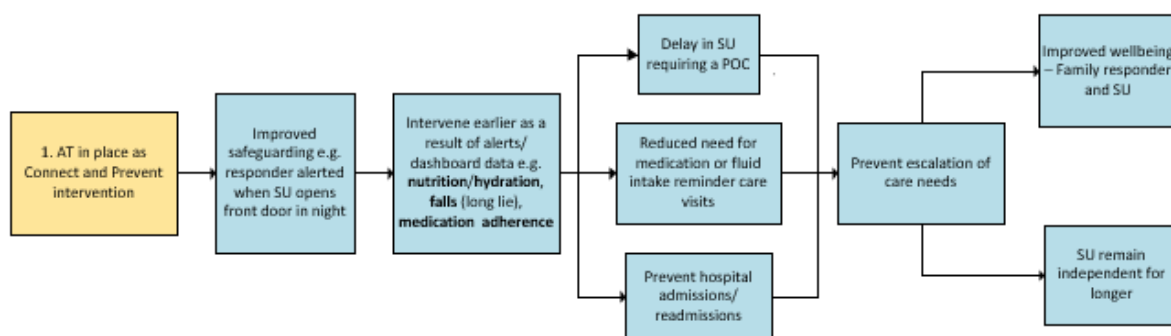 1. AT in place as
Connect and Prevent
intervention
Improved
safeguarding e.g.
responder alerted
when SU opens
front door in night
Intervene earlier as a
result of alerts/
dashboard data e.g.
nutrition/hydration,
falls (long lie),
medication adherence
Delay in SU
requiring a POC
Reduced need for
medication or fluid
intake reminder care
visits
Prevent hospital
admissions/
readmissions
Prevent escalation of
care needs
Improved wellbeing
– Family responder
and SU
SU remain
independent for
longer